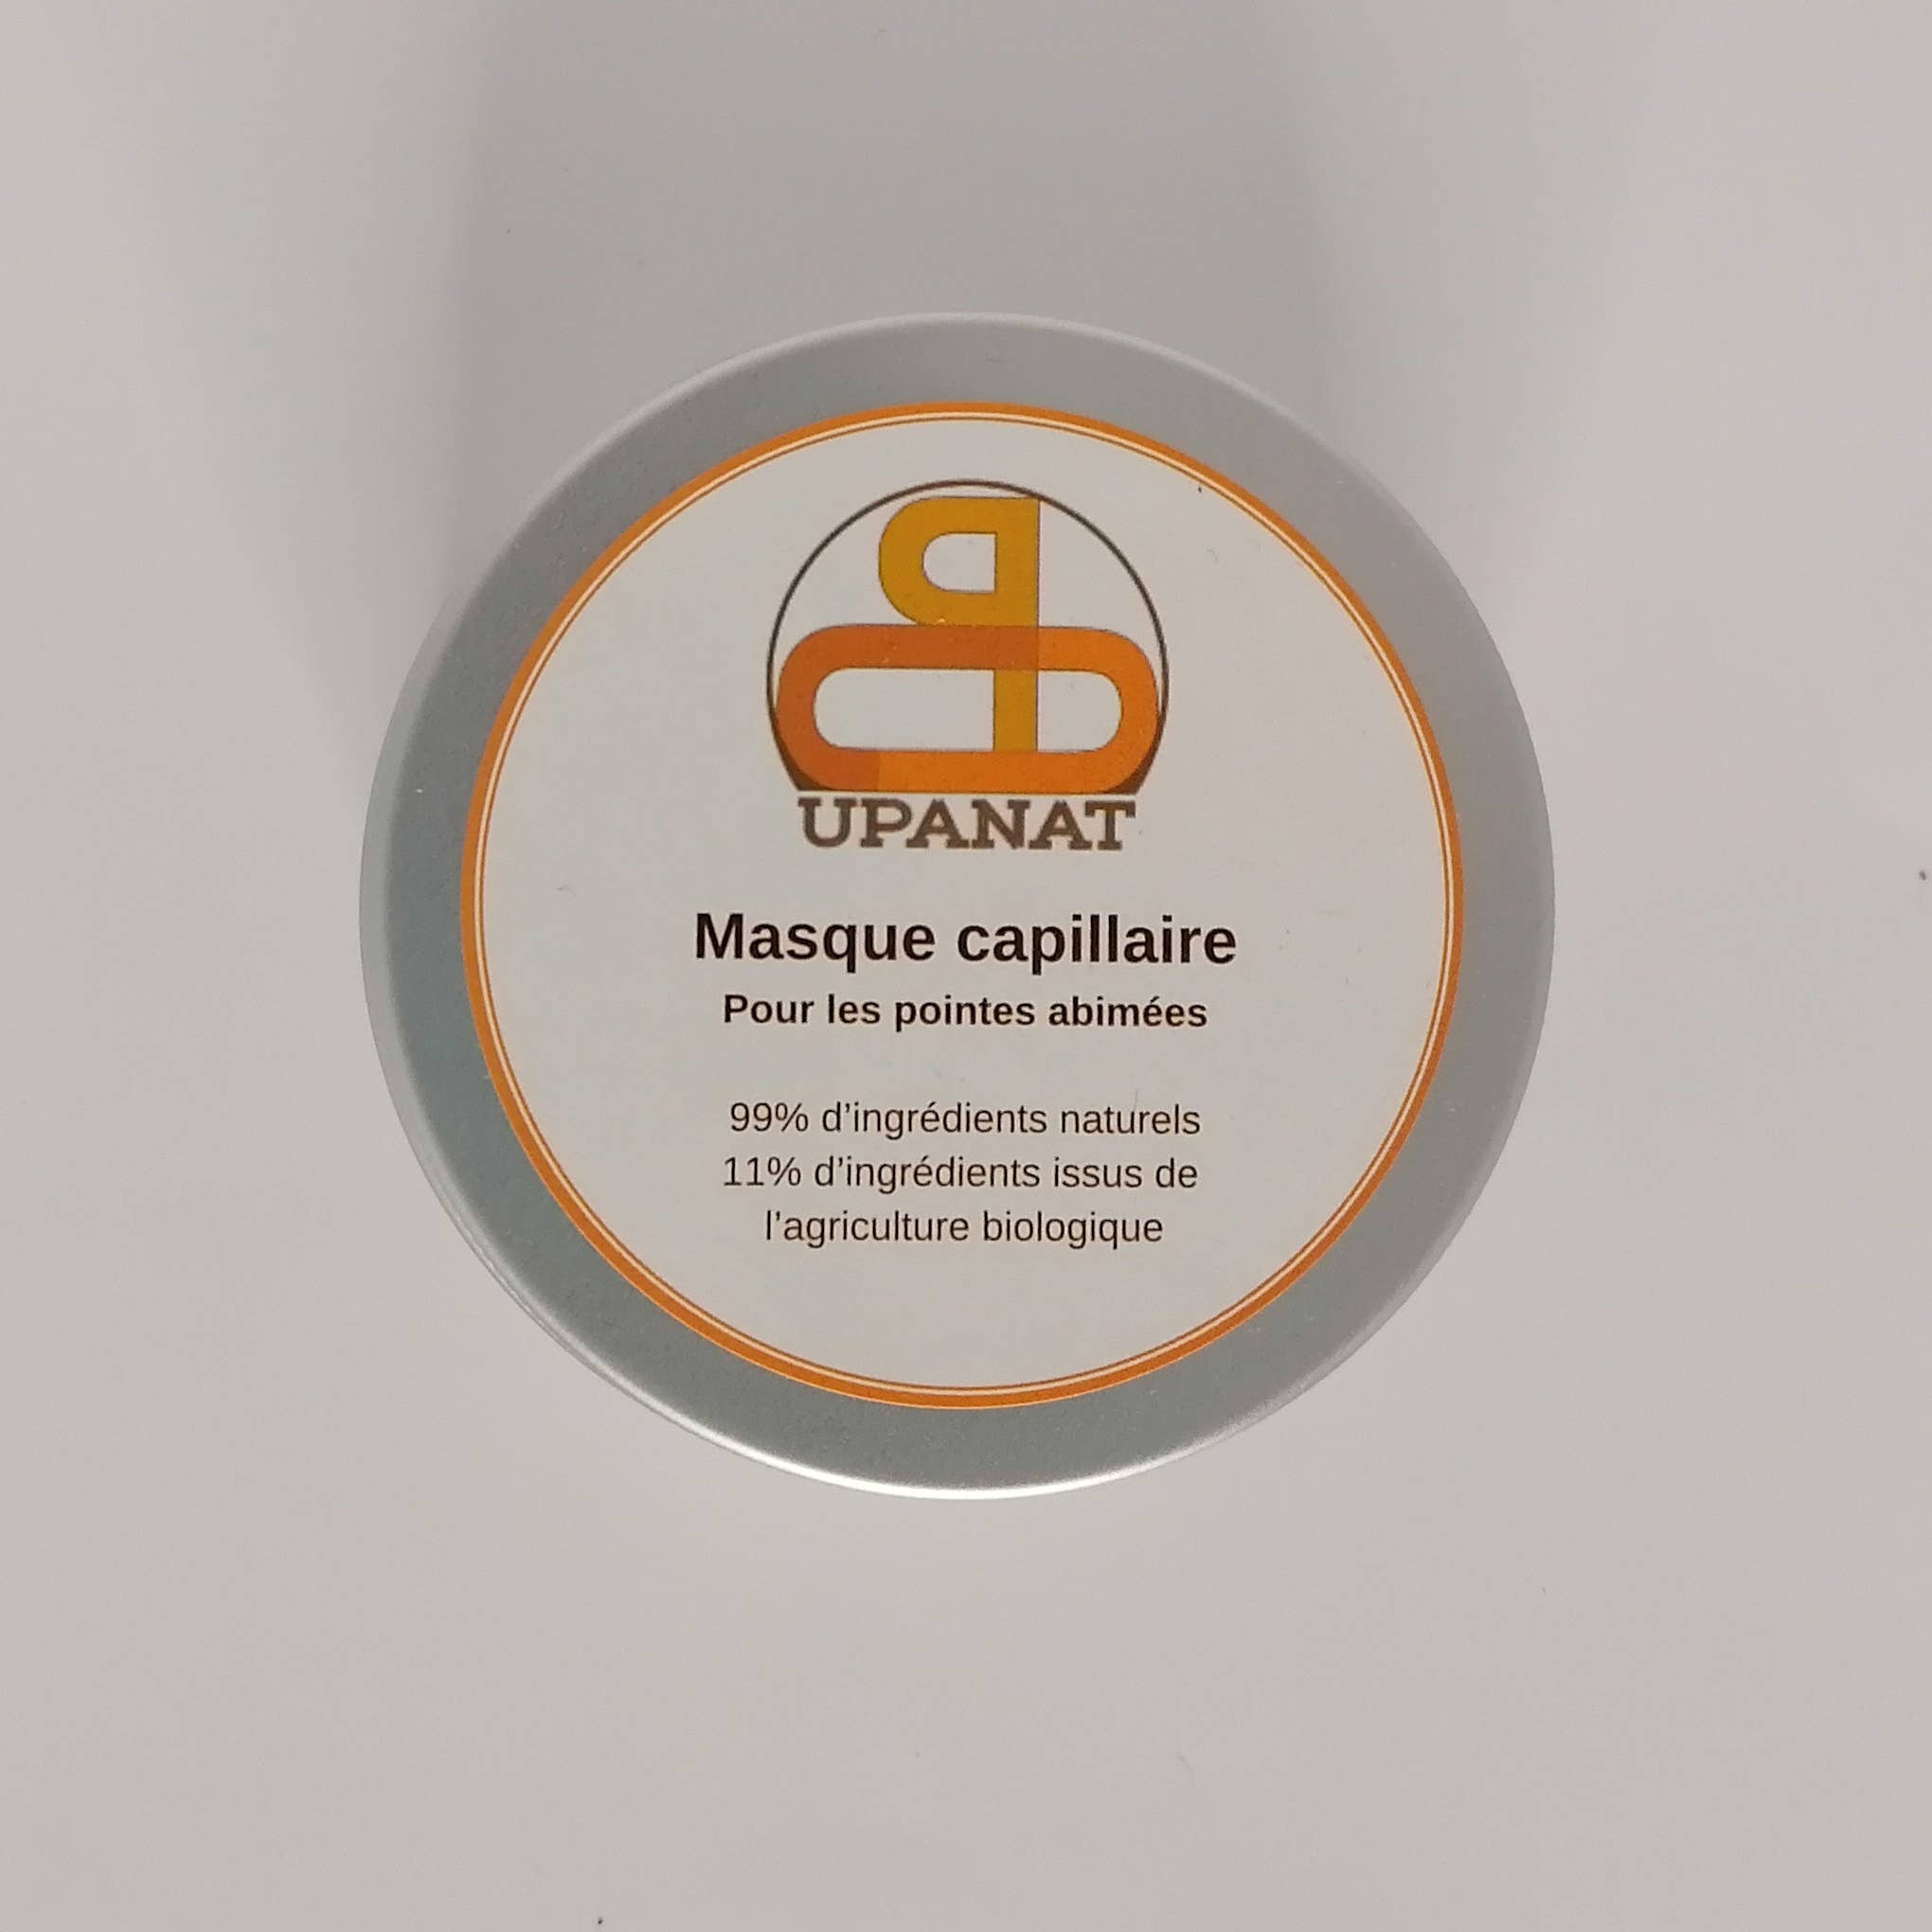 UPANAT
Masque capillaire
Pour les pointes abimées
99% d’ingrédients naturels
11% d’ingrédients issus de
l’agriculture biologique